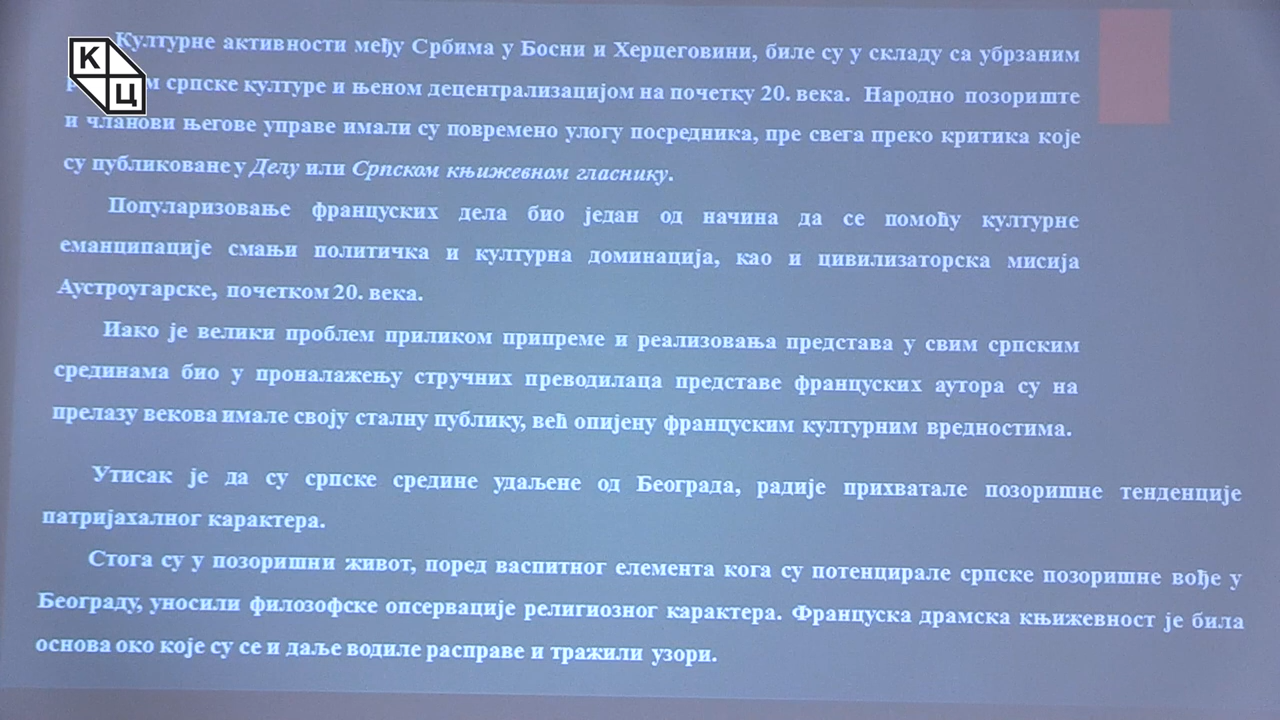 К
Ц
Културне активности међу Србима у Босни и Херцеговини, биле су у складу са убрзаним
српске културе и њеном децентрализацијом на почетку 20. века. Народно позориште
и чланови његове управе имали су повремено улогу посредника, пре свега преко критика које
су публиковане у Делу или Српском књижевном гласнику.
Популаризовање француских дела био један од начина да се помоћу културне
еманципације смањи политичка и културна доминација, као и цивилизаторска мисија
Аустроугарске, почетком 20. века.
Иако је велики проблем приликом припреме и реализовања представа у свим српским
срединама био у проналажењу стручних преводилаца представе француских аутора су на
прелазу векова имале своју сталну публику, већ опијену француским културним вредностима.
Утисак је да су српске средине удаљене од Београда, радије прихватале позоришне тенденције
патријахалног карактера.
Стога су у позоришни живот, поред васпитног елемента кога су потенцирале српске позоришне вође у
Београду, уносили филозофске опсервације религиозног карактера. Француска драмска књижевност је била
основа око које су се и даље водиле расправе и тражили узори.